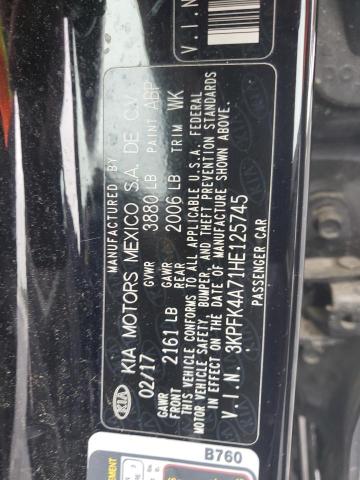 MANUFACTURED BY
KIA MOTORS MEXICO S.A. DE
KIA
02/17 GVWR 3880 LB PAINT ABP
GAWR FRONT 2161 LB GAWR REAR 2006 LB TRIM WK
THIS VEHICLE CONFORMS TO ALL APPLICABLE U.S.A. FEDERAL
MOTOR VEHICLE SAFETY, BUMPER, AND THEFT PREVENTION STANDARDS
IN EFFECT ON THE DATE OF MANUFACTURE SHOWN ABOVE.
V.I.N. 3KPFK4A71HE125745
PASSENGER CAR
V.I.N
B760